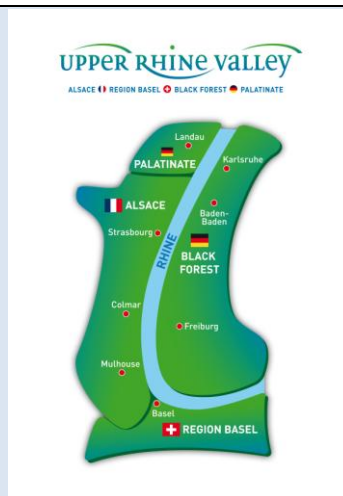 UPPER RHINE VALLEY
ALSACE REGION BASEL BLACK FOREST PALATINATE
Landau
PALATINATE
Karlsruhe
ALSACE
Baden-
Baden
Strasbourg
RHINE
BLACK
FOREST
Colmar
Freiburg
Mulhouse
Basel
REGION BASEL